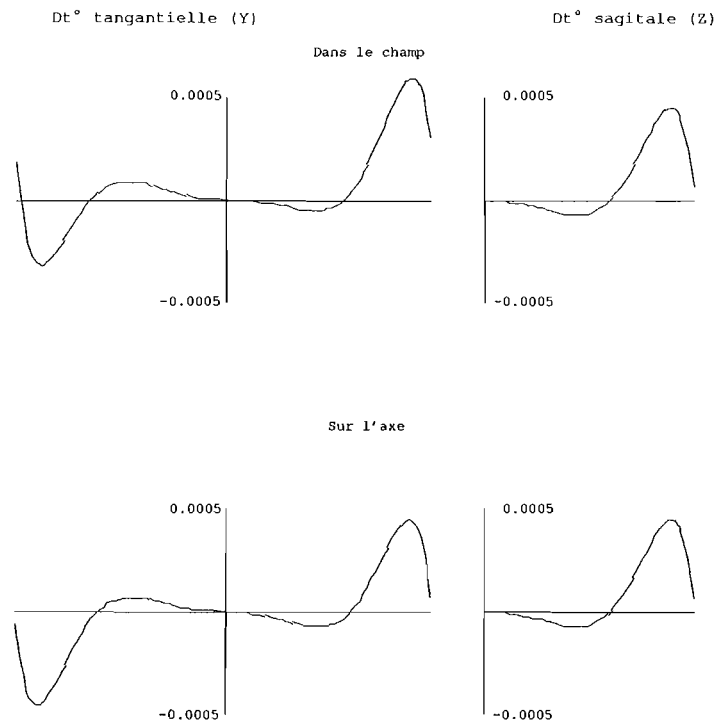 Dt° tangantielle (Y)
Dt° sagitale (Z)
Dans le champ
0.0005
0.0005
-0.0005
-0.0005
Sur l'axe
0.0005
0.0005
-0.0005
-0.0005